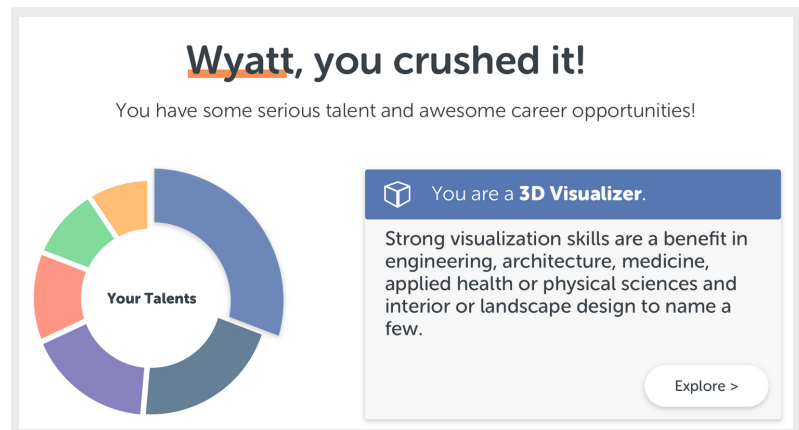 Wyatt, you crushed it!
You have some serious talent and awesome career opportunities!
Your Talents
You are a 3D Visualizer.
Strong visualization skills are a benefit in
engineering, architecture, medicine,
applied health or physical sciences and
interior or landscape design to name a
few.
Explore >